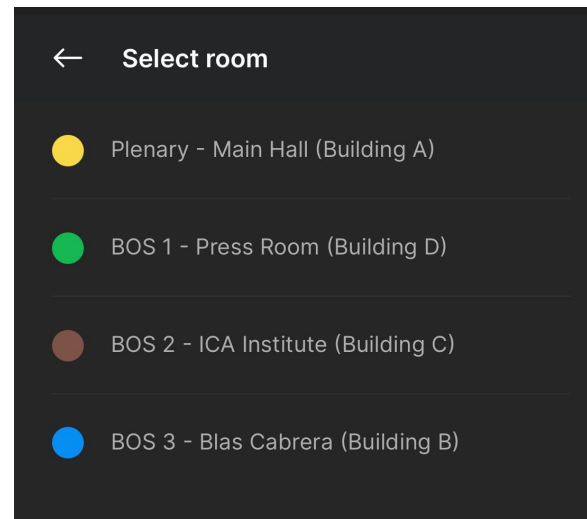 Select room
Plenary - Main Hall (Building A)
BOS 1 - Press Room (Building D)
BOS 2 - ICA Institute (Building C)
BOS 3 - Blas Cabrera (Building B)